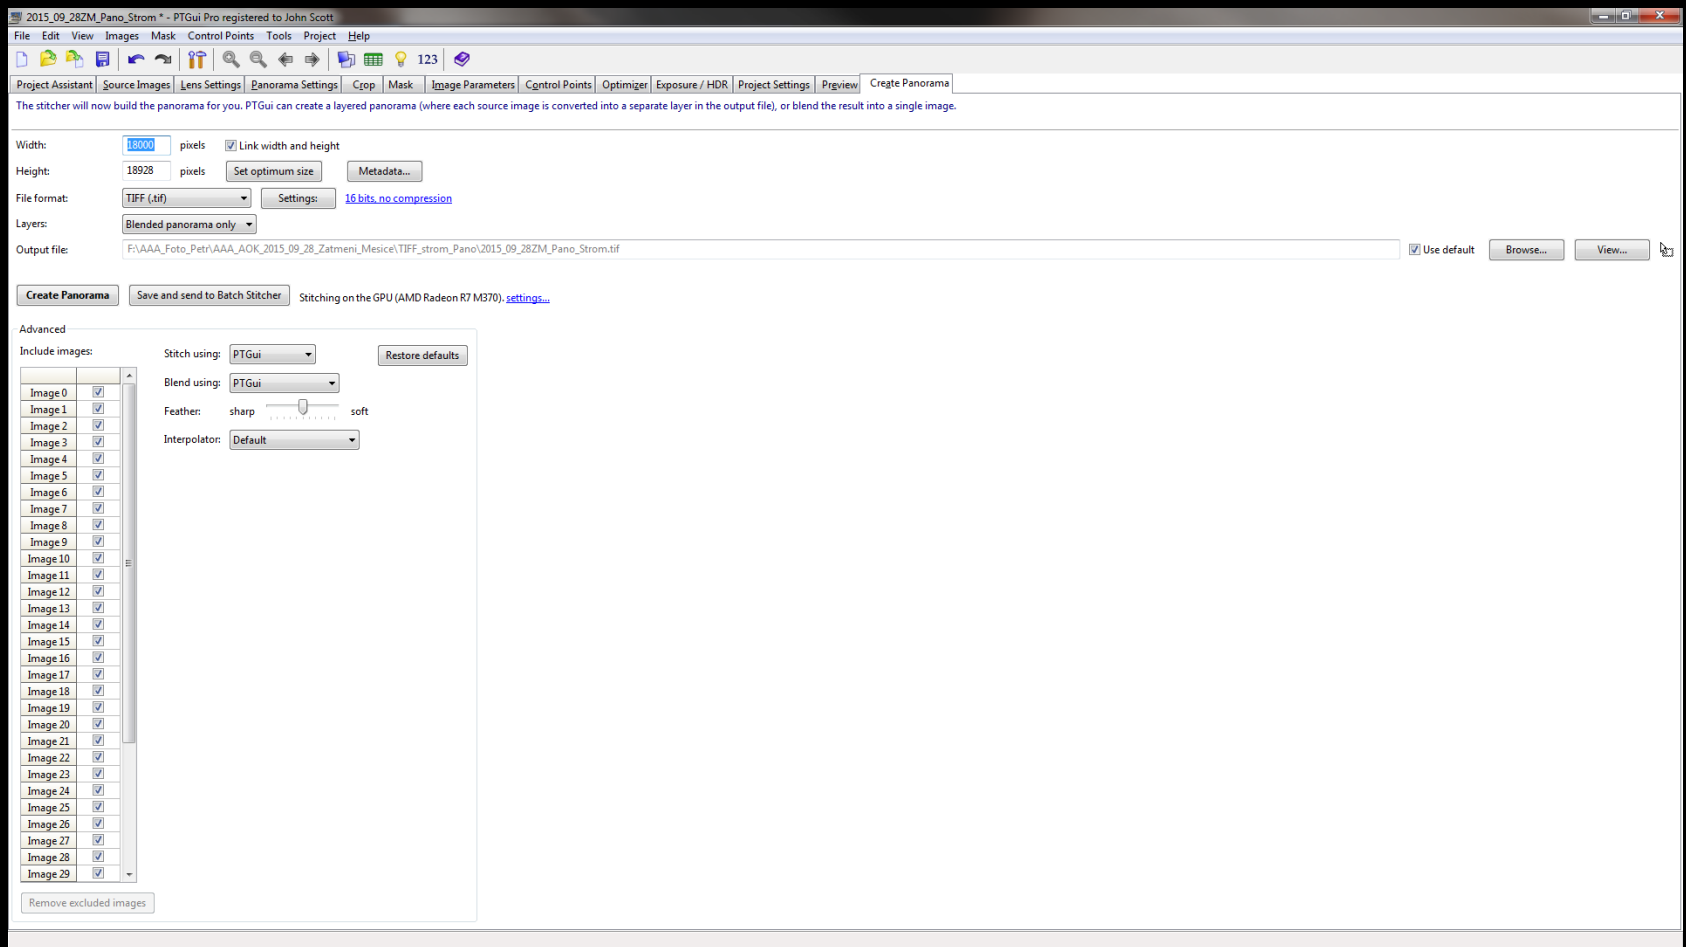 2015_09_28ZM_Pano_Strom * - PTGui Pro registered to John Scott
File Edit View Images Mask Control Points Tools Project Help
123
Project Assistant Source Images Lens Settings Panorama Settings Crop Mask Image Parameters Control Points Optimizer Exposure / HDR Project Settings Preview Create Panorama
The stitcher will now build the panorama for you. PTGui can create a layered panorama (where each source image is converted into a separate layer in the output file), or blend the result into a single image.
Width: 18000 pixels Link width and height
Height: 18928 pixels Set optimum size Metadata...
File format: TIFF (.tif) Settings: 16 bits, no compression
Layers: Blended panorama only
Output file: F:\AAA_Foto_Petr\AAA_AOK_2015_09_28_Zatmeni_Mesice\TIFF_strom_Pano\2015_09_28ZM_Pano_Strom.tif Use default Browse... View...
Create Panorama Save and send to Batch Stitcher Stitching on the GPU (AMD Radeon R7 M370). settings...
Advanced
Include images: Stitch using: PTGui Restore defaults
Blend using: PTGui
Feather: sharp soft
Interpolator: Default
Image 0
Image 1
Image 2
Image 3
Image 4
Image 5
Image 6
Image 7
Image 8
Image 9
Image 10
Image 11
Image 12
Image 13
Image 14
Image 15
Image 16
Image 17
Image 18
Image 19
Image 20
Image 21
Image 22
Image 23
Image 24
Image 25
Image 26
Image 27
Image 28
Image 29
Remove excluded images